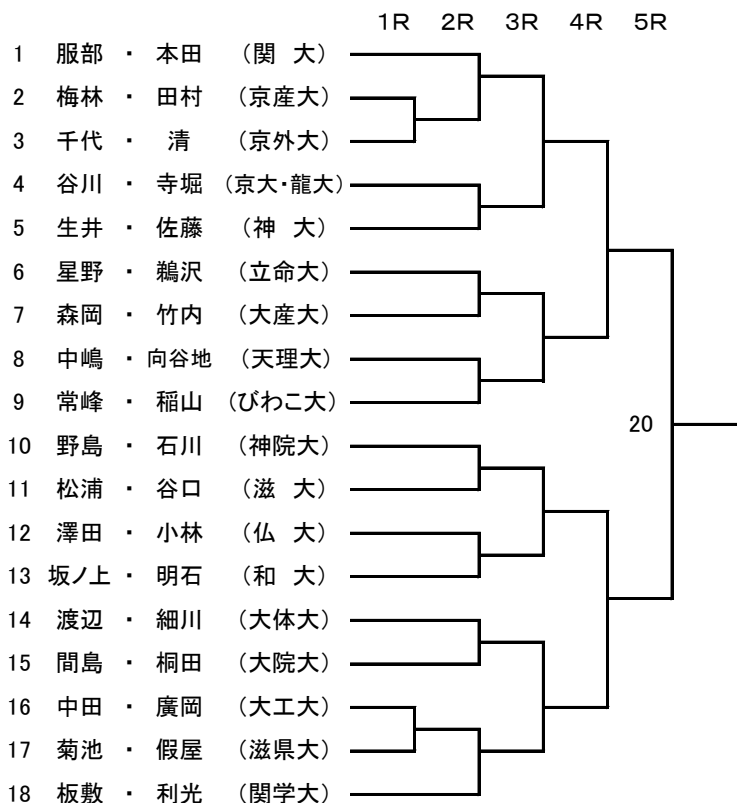 1R 2R 3R 4R 5R
1 服部 ・ 本田 (関 大)
2 梅林 ・ 田村 (京産大)
3 千代 ・ 清 (京外大)
4 谷川 ・ 寺堀 (京大・龍大)
5 生井 ・ 佐藤 (神 大)
6 星野 ・ 鵜沢 (立命大)
7 森岡 ・ 竹内 (大産大)
8 中嶋 ・ 向谷地 (天理大)
9 常峰 ・ 稲山 (びわこ大)
20
10 野島 ・ 石川 (神院大)
11 松浦 ・ 谷口 (滋 大)
12 澤田 ・ 小林 (仏 大)
13 坂ノ上 ・ 明石 (和 大)
14 渡辺 ・ 細川 (大体大)
15 間島 ・ 桐田 (大院大)
16 中田 ・ 廣岡 (大工大)
17 菊池 ・ 假屋 (滋県大)
18 板敷 ・ 利光 (関学大)